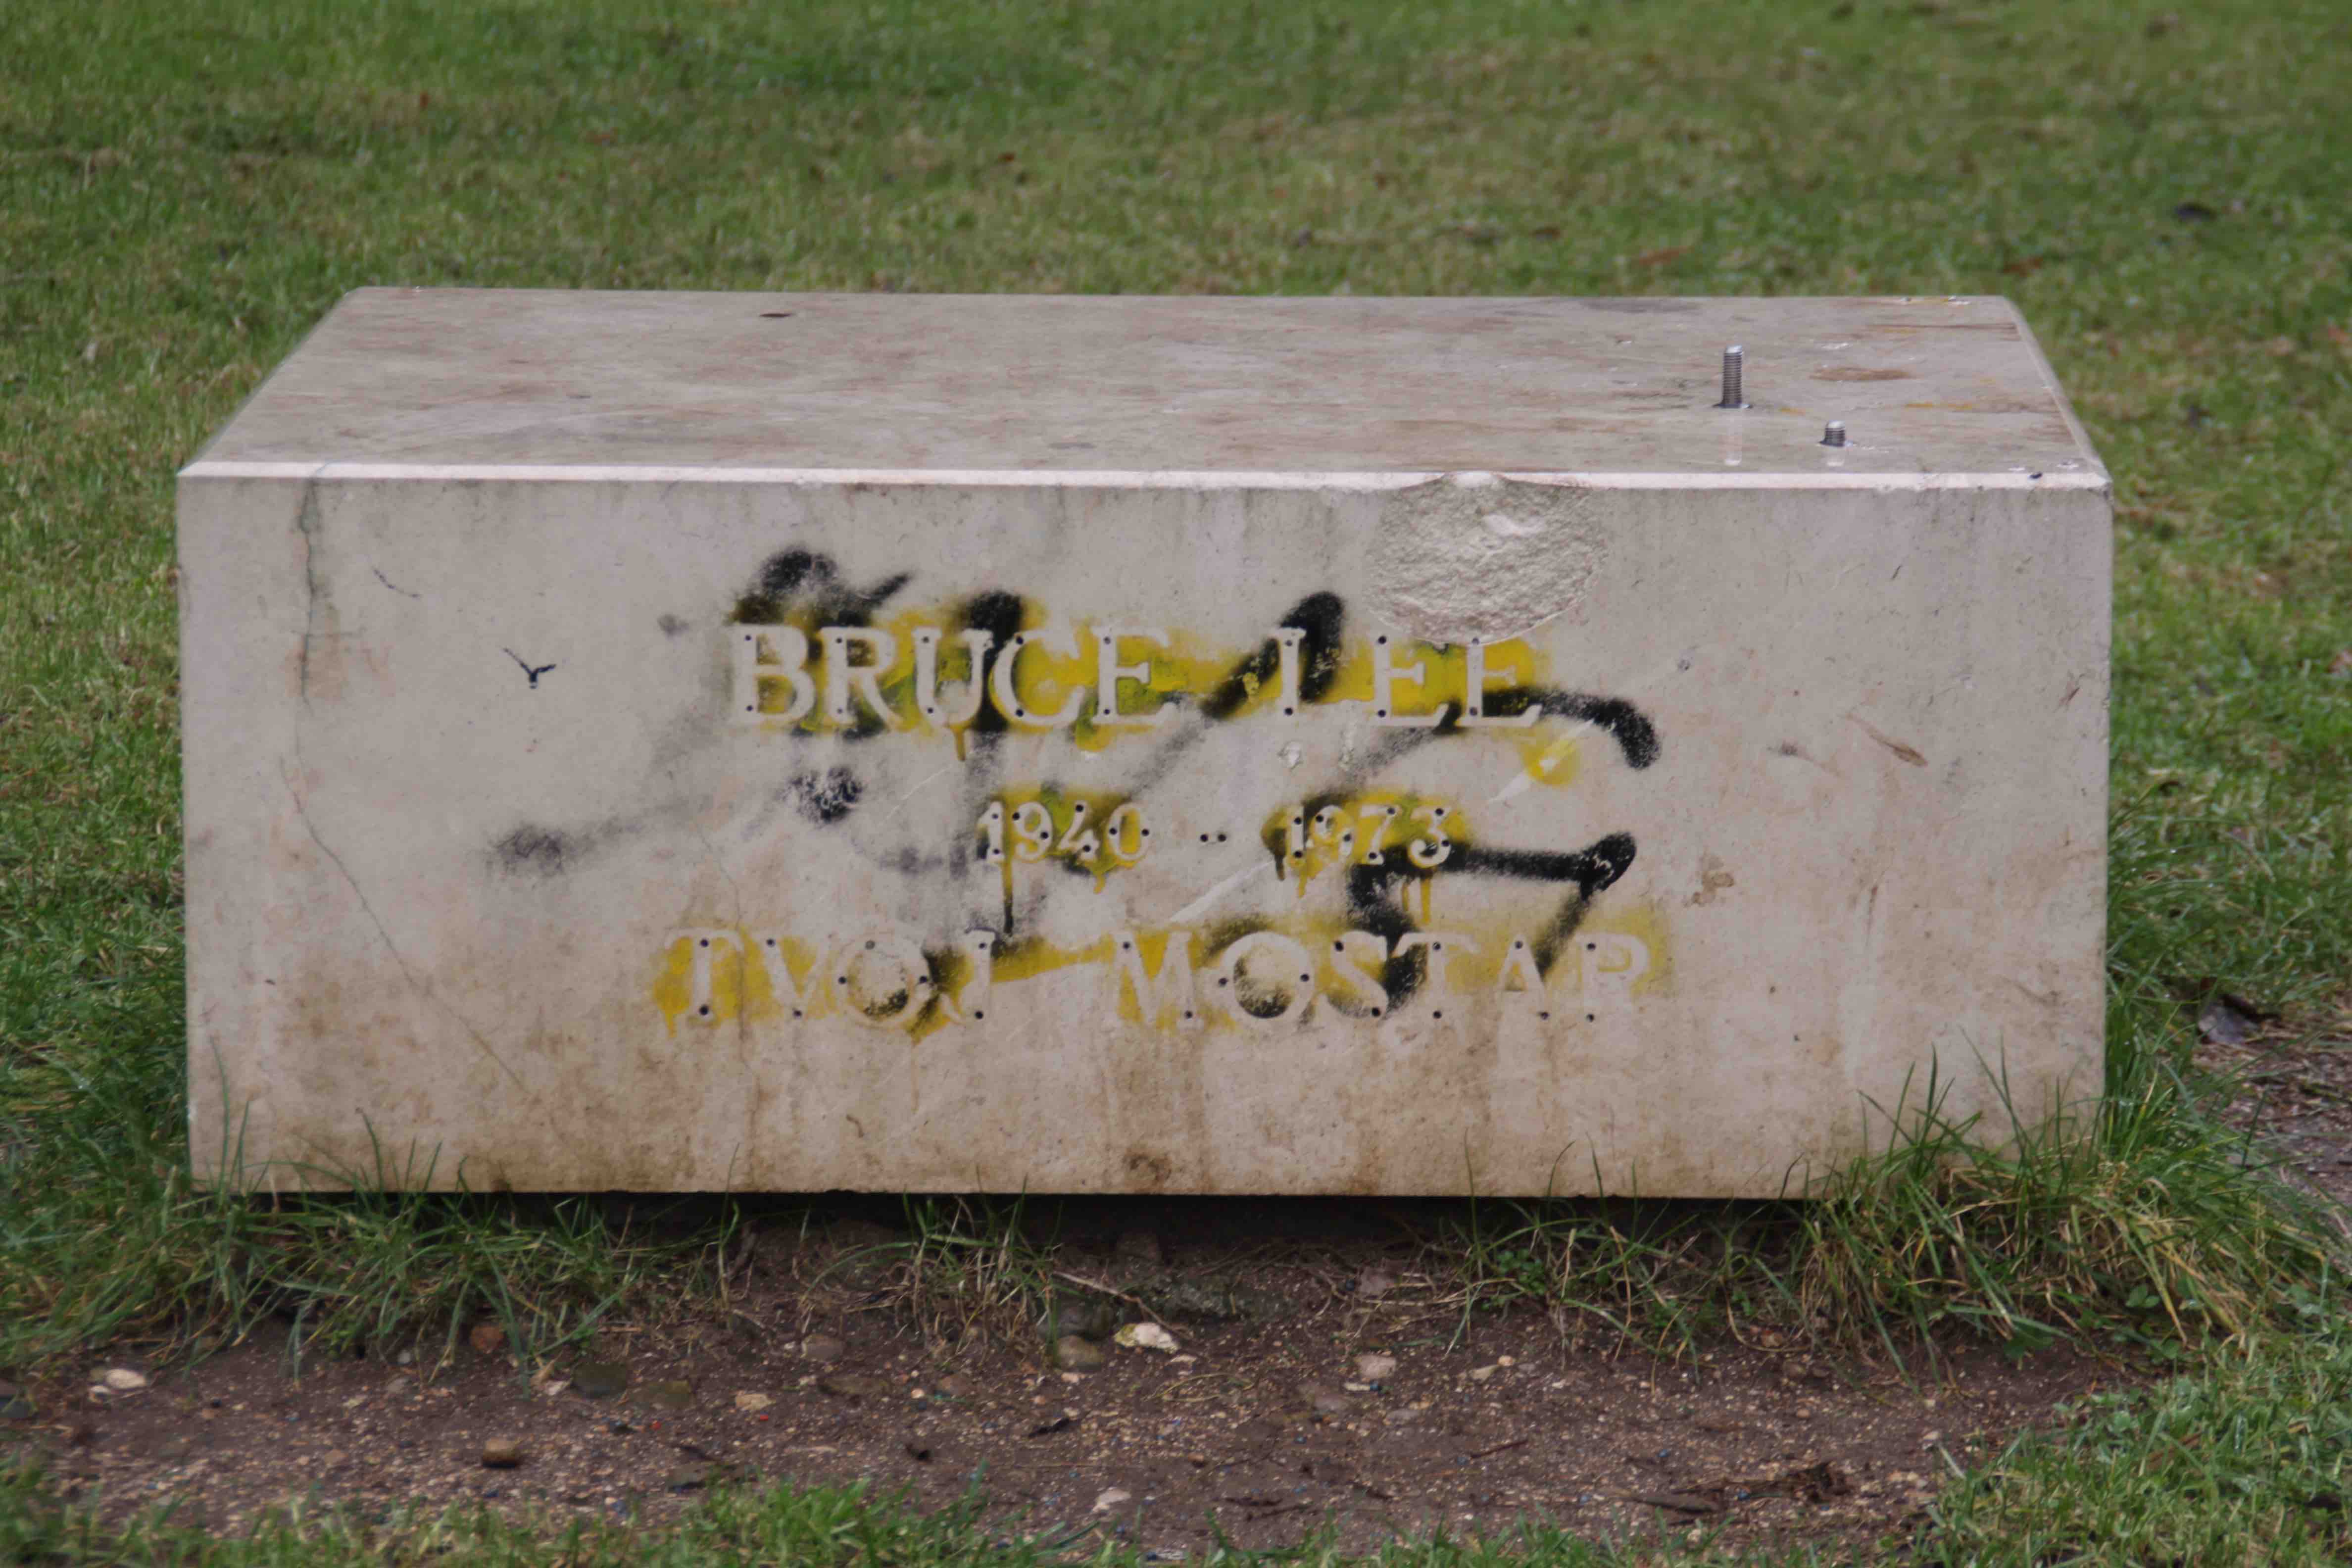 BRUCE LEE
1940 - 1973
TVOJ MOSTAR